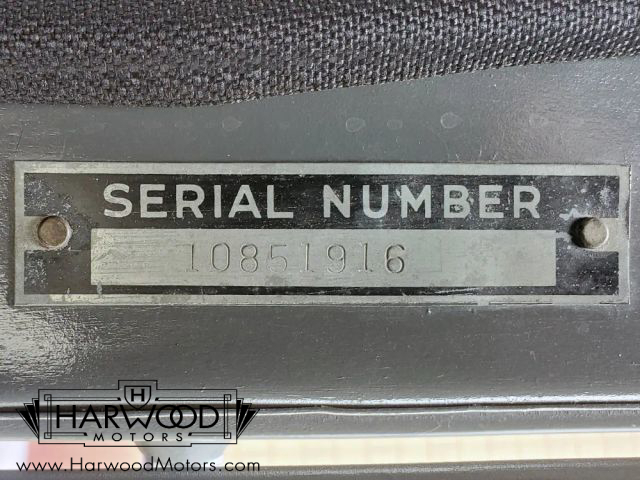 SERIAL NUMBER
10851916
H
HARWOOD
MOTORS
www.HarwoodMotors.com